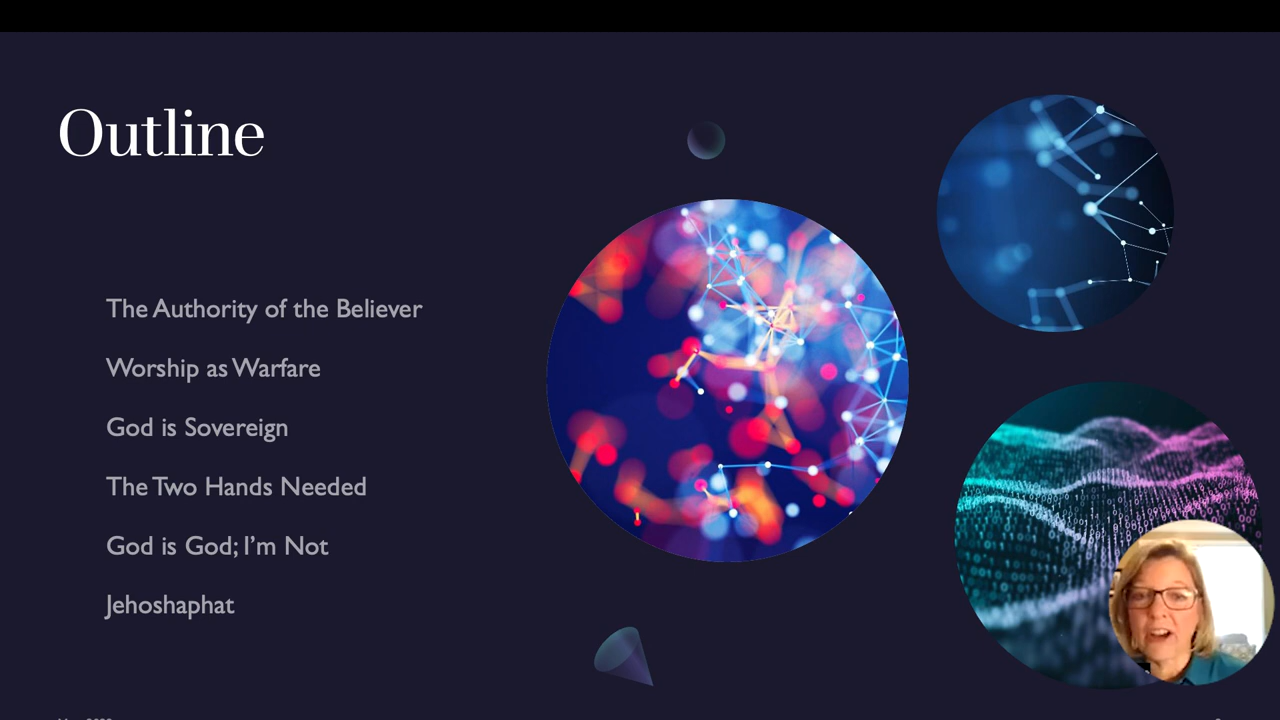 Outline
The Authority of the Believer
Worship as Warfare
God is Sovereign
The Two Hands Needed
God is God; I’m Not
Jehoshaphat